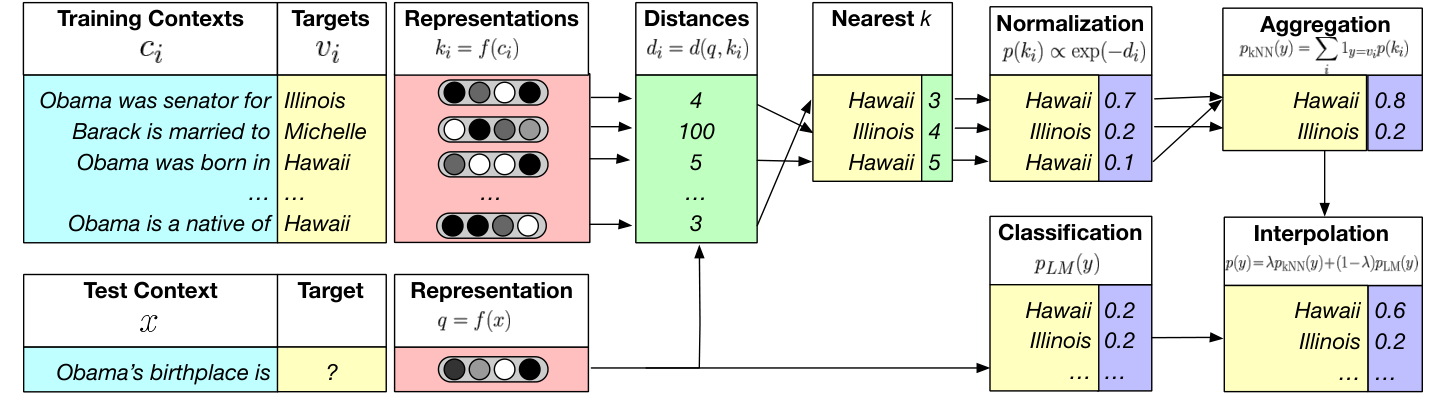 Training Contexts Targets
c_i v_i
Obama was senator for Illinois
Barack is married to Michelle
Obama was born in Hawaii
… …
Obama is a native of Hawaii
Representations
k_i = f(c_i)
...
Distances
d_i = d(q, k_i)
4
100
5
...
3
Nearest k
Hawaii 3
Illinois 4
Hawaii 5
Normalization
p(k_i) ∝ exp(−d_i)
Hawaii 0.7
Illinois 0.2
Hawaii 0.1
Aggregation
p_kNN(y) = ∑_i 1_{y=v_i} p(k_i)
Hawaii 0.8
Illinois 0.2
Test Context Target
x
Obama’s birthplace is ?
Representation
q = f(x)
Classification
p_LM(y)
Hawaii 0.2
Illinois 0.2
… …
Interpolation
p(y) = λp_kNN(y) + (1−λ)p_LM(y)
Hawaii 0.6
Illinois 0.2
… …